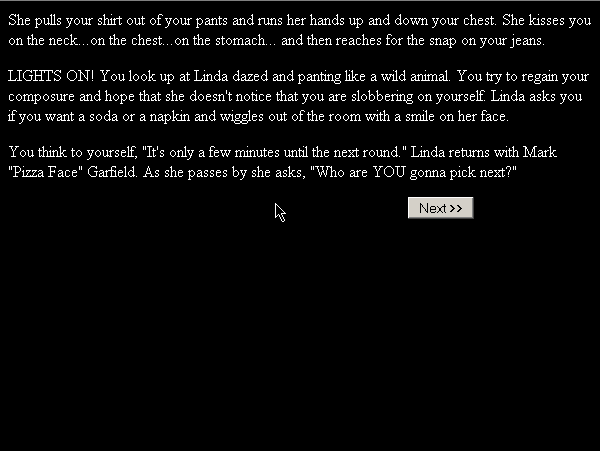 She pulls your shirt out of your pants and runs her hands up and down your chest. She kisses you
on the neck...on the chest...on the stomach... and then reaches for the snap on your jeans.
LIGHTS ON! You look up at Linda dazed and panting like a wild animal. You try to regain your
composure and hope that she doesn't notice that you are slobbering on yourself. Linda asks you
if you want a soda or a napkin and wiggles out of the room with a smile on her face.
You think to yourself, "It's only a few minutes until the next round." Linda returns with Mark
"Pizza Face" Garfield. As she passes by she asks, "Who are YOU gonna pick next?"
Next >>